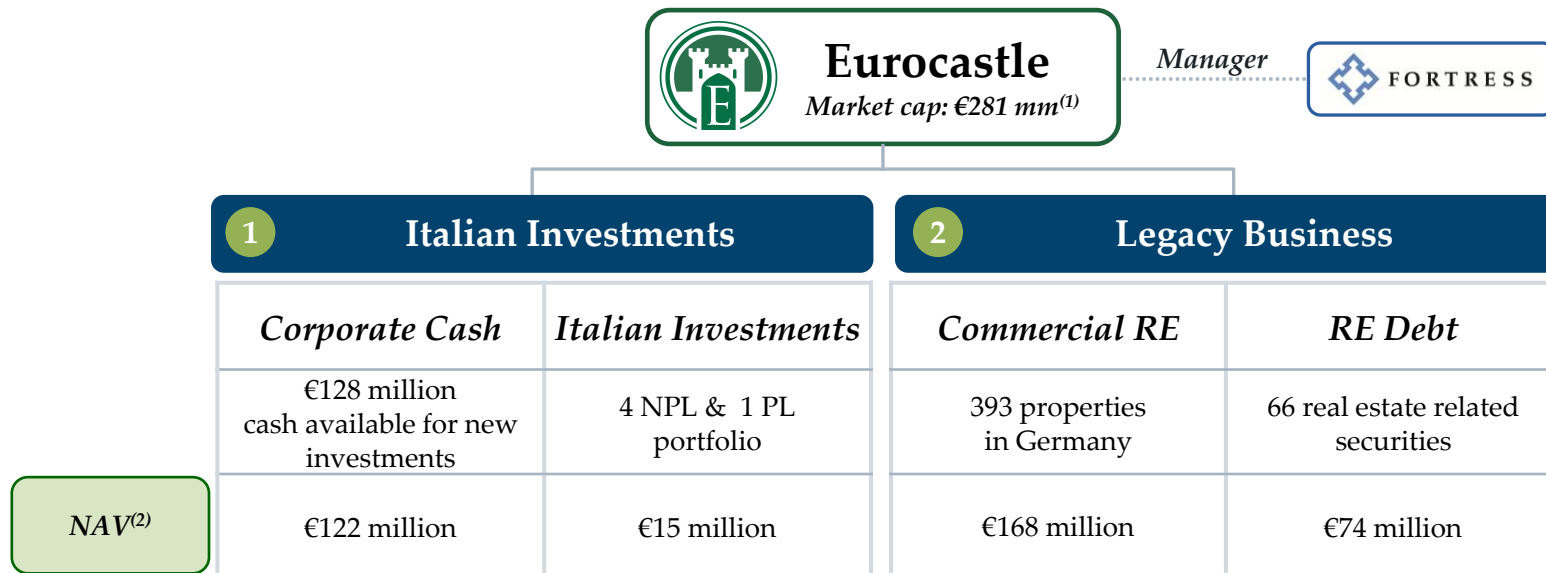 Eurocastle
Market cap: €281 mm(1)
E
Manager
FORTRESS
1
Italian Investments
2
Legacy Business
Corporate Cash
Italian Investments
Commercial RE
RE Debt
€128 million
cash available for new
investments
4 NPL & 1 PL
portfolio
393 properties
in Germany
66 real estate related
securities
NAV(2)
€122 million
€15 million
€168 million
€74 million